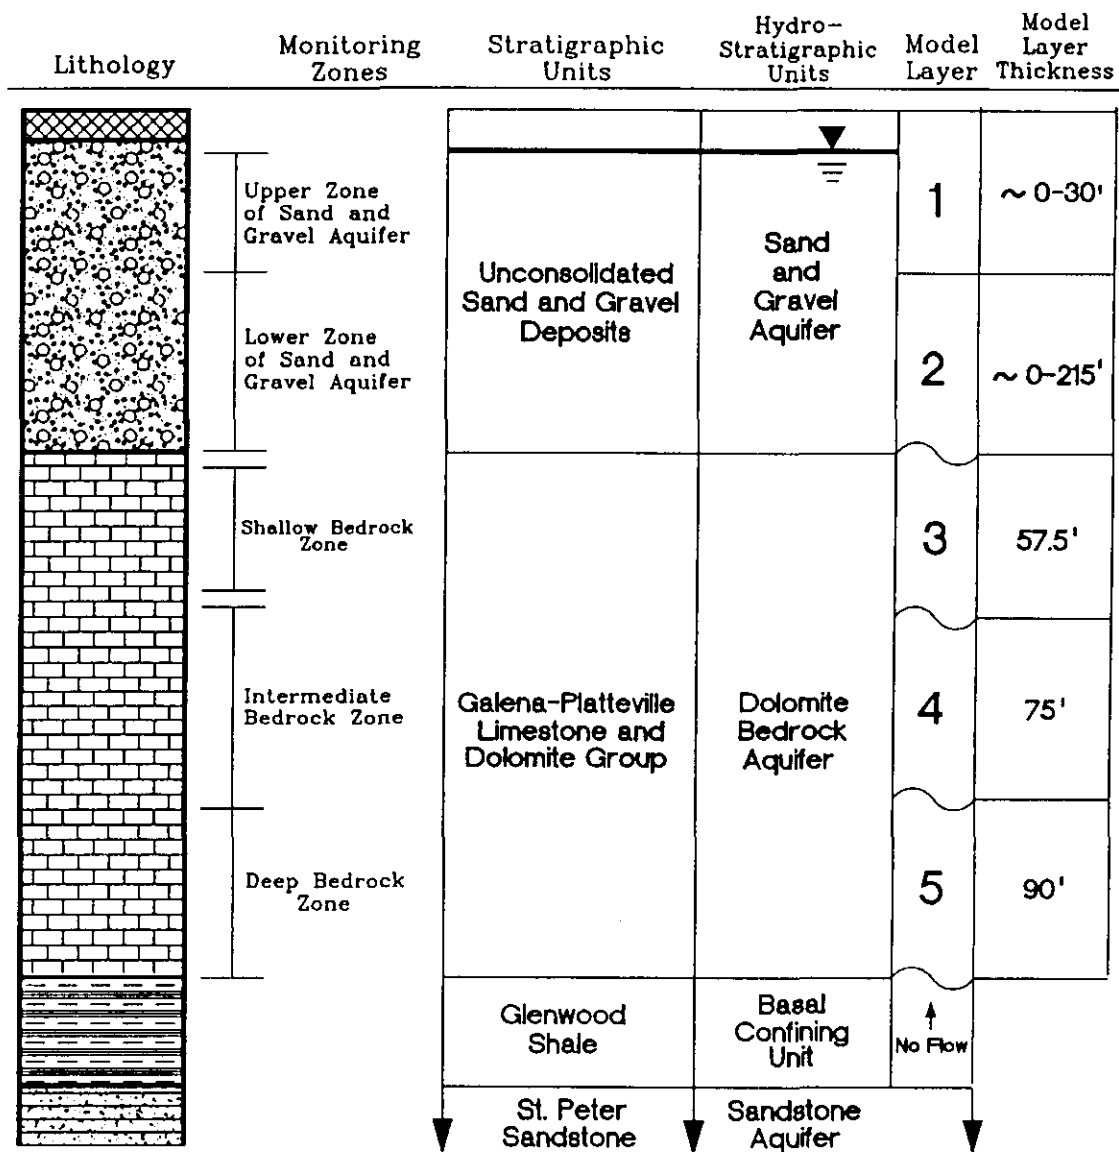 Lithology
Monitoring
Zones
Stratigraphic
Units
Hydro-
Stratigraphic
Units
Model
Layer
Model
Layer
Thickness
Upper Zone
of Sand and
Gravel Aquifer
Lower Zone
of Sand and
Gravel Aquifer
Shallow Bedrock
Zone
Intermediate
Bedrock Zone
Deep Bedrock
Zone
Unconsolidated
Sand and Gravel
Deposits
Galena-Platteville
Limestone and
Dolomite Group
Glenwood
Shale
St. Peter
Sandstone
Sand
and
Gravel
Aquifer
Dolomite
Bedrock
Aquifer
Basal
Confining
Unit
Sandstone
Aquifer
1
2
3
4
5
No Flow
~ 0-30'
~ 0-215'
57.5'
75'
90'